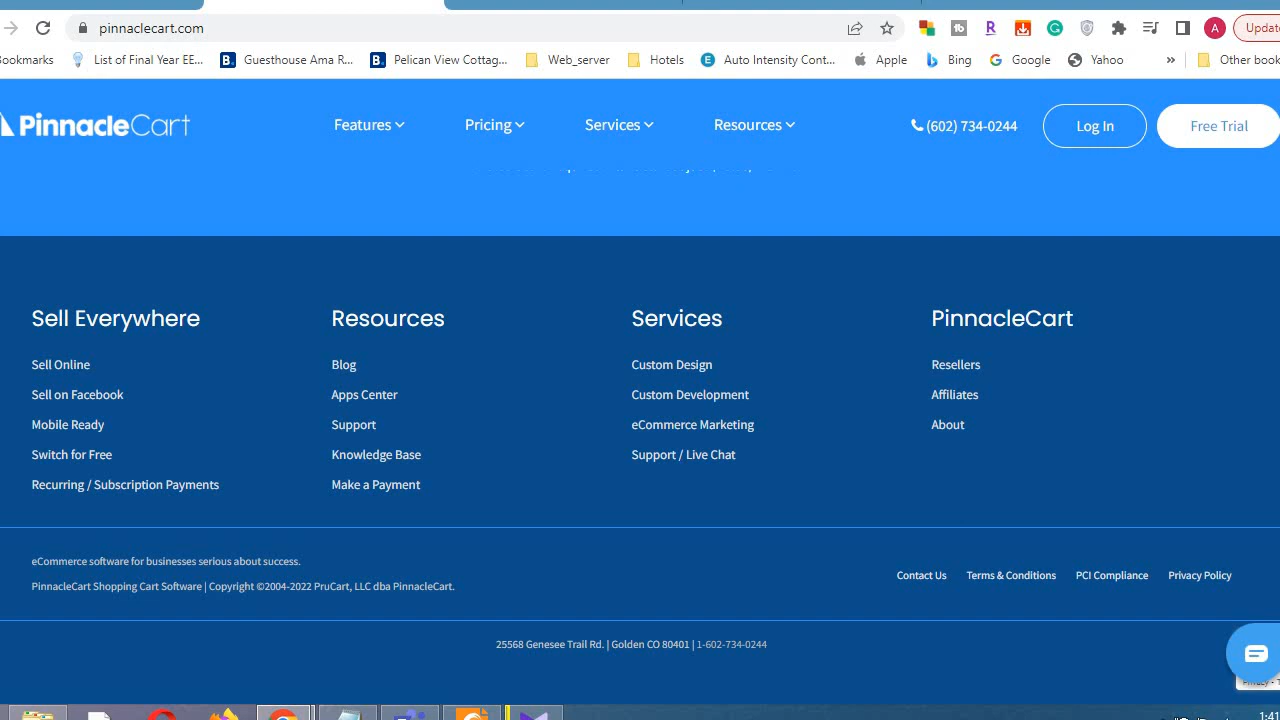 pinnaclecart.com
A
Update
Bookmarks
List of Final Year EE...
Guesthouse Ama R...
Pelican View Cottag...
Web_server
Hotels
Auto Intensity Cont...
Apple
Bing
Google
Yahoo
»
Other book
PinnacleCart
Features
Pricing
Services
Resources
(602) 734-0244
Log In
Free Trial
Sell Everywhere
Sell Online
Sell on Facebook
Mobile Ready
Switch for Free
Recurring / Subscription Payments
Resources
Blog
Apps Center
Support
Knowledge Base
Make a Payment
Services
Custom Design
Custom Development
eCommerce Marketing
Support / Live Chat
PinnacleCart
Resellers
Affiliates
About
eCommerce software for businesses serious about success.
PinnacleCart Shopping Cart Software | Copyright ©2004-2022 PruCart, LLC dba PinnacleCart.
Contact Us
Terms & Conditions
PCI Compliance
Privacy Policy
25568 Genesee Trail Rd. | Golden CO 80401 | 1-602-734-0244
1:41